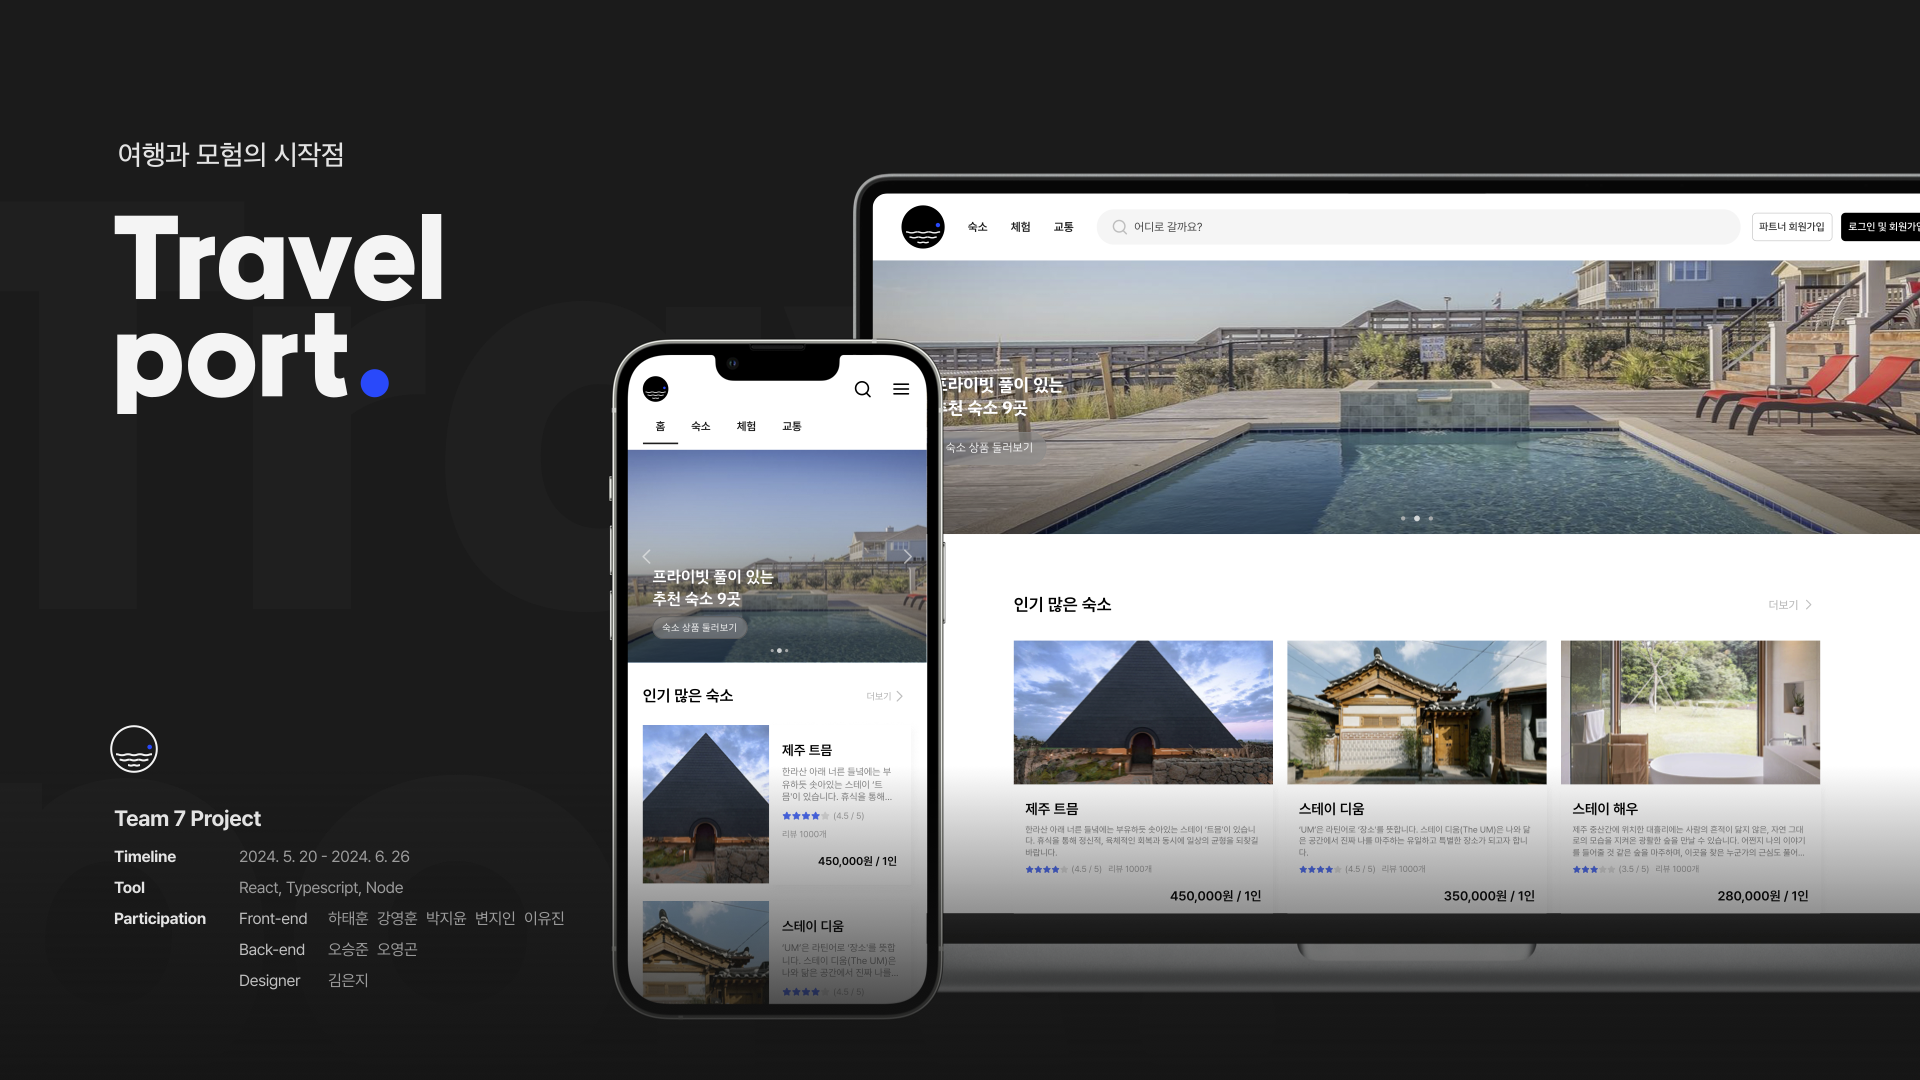 여행과 모험의 시작점
Travel
port.
Team 7 Project
Timeline 2024. 5. 20 - 2024. 6. 26
Tool React, Typescript, Node
Participation Front-end 하태훈 강영훈 박지윤 변지인 이유진
Back-end 오승준 오영곤
Designer 김은지
홈 숙소 체험 교통
프라이빗 풀이 있는
추천 숙소 9곳
숙소 상품 둘러보기
인기 많은 숙소 더보기
제주 트믐
한라산 아래 너른 들녘에는 부
유하듯 솟아있는 스테이 '트
믐'이 있습니다. 휴식을 통해...
(4.5 / 5)
리뷰 1000개
450,000원 / 1인
스테이 디움
'UM'은 라틴어로 '장소'를 뜻합
니다. 스테이 디움(The UM)은
나와 닮은 공간에서 진짜 나를...
(4.5 / 5)
숙소 체험 교통 어디로 갈까요? 파트너 회원가입 로그인 및 회원가입
프라이빗 풀이 있는
추천 숙소 9곳
숙소 상품 둘러보기
인기 많은 숙소 더보기
제주 트믐
한라산 아래 너른 들녘에는 부유하듯 솟아있는 스테이 '트믐'이 있습니
다. 휴식을 통해 정신적, 육체적인 회복과 동시에 일상의 균형을 되찾길
바랍니다.
(4.5 / 5) 리뷰 1000개
450,000원 / 1인
스테이 디움
'UM'은 라틴어로 '장소'를 뜻합니다. 스테이 디움(The UM)은 나와 닮
은 공간에서 진짜 나를 마주하는 유일하고 특별한 장소가 되고자 합니
다.
(4.5 / 5) 리뷰 1000개
350,000원 / 1인
스테이 해우
제주 중산간에 위치한 대흘리에는 사람의 흔적이 닿지 않은, 자연 그대
로의 모습을 지켜온 광활한 숲을 만날 수 있습니다. 어쩐지 나의 이야기
를 들어줄 것 같은 숲을 마주하며, 이곳을 찾은 누군가의 근심도 풀어...
(3.5 / 5) 리뷰 1000개
280,000원 / 1인